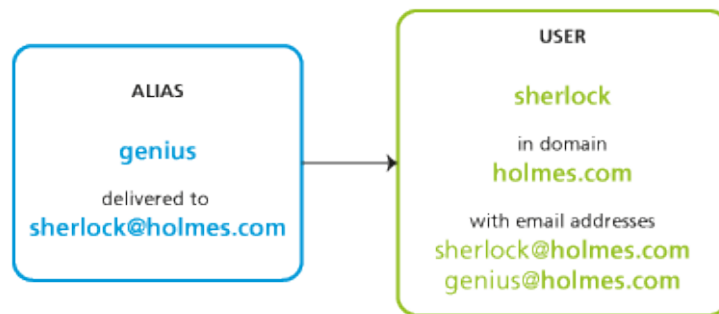 ALIAS
genius
delivered to
sherlock@holmes.com
USER
sherlock
in domain
holmes.com
with email addresses
sherlock@holmes.com
genius@holmes.com